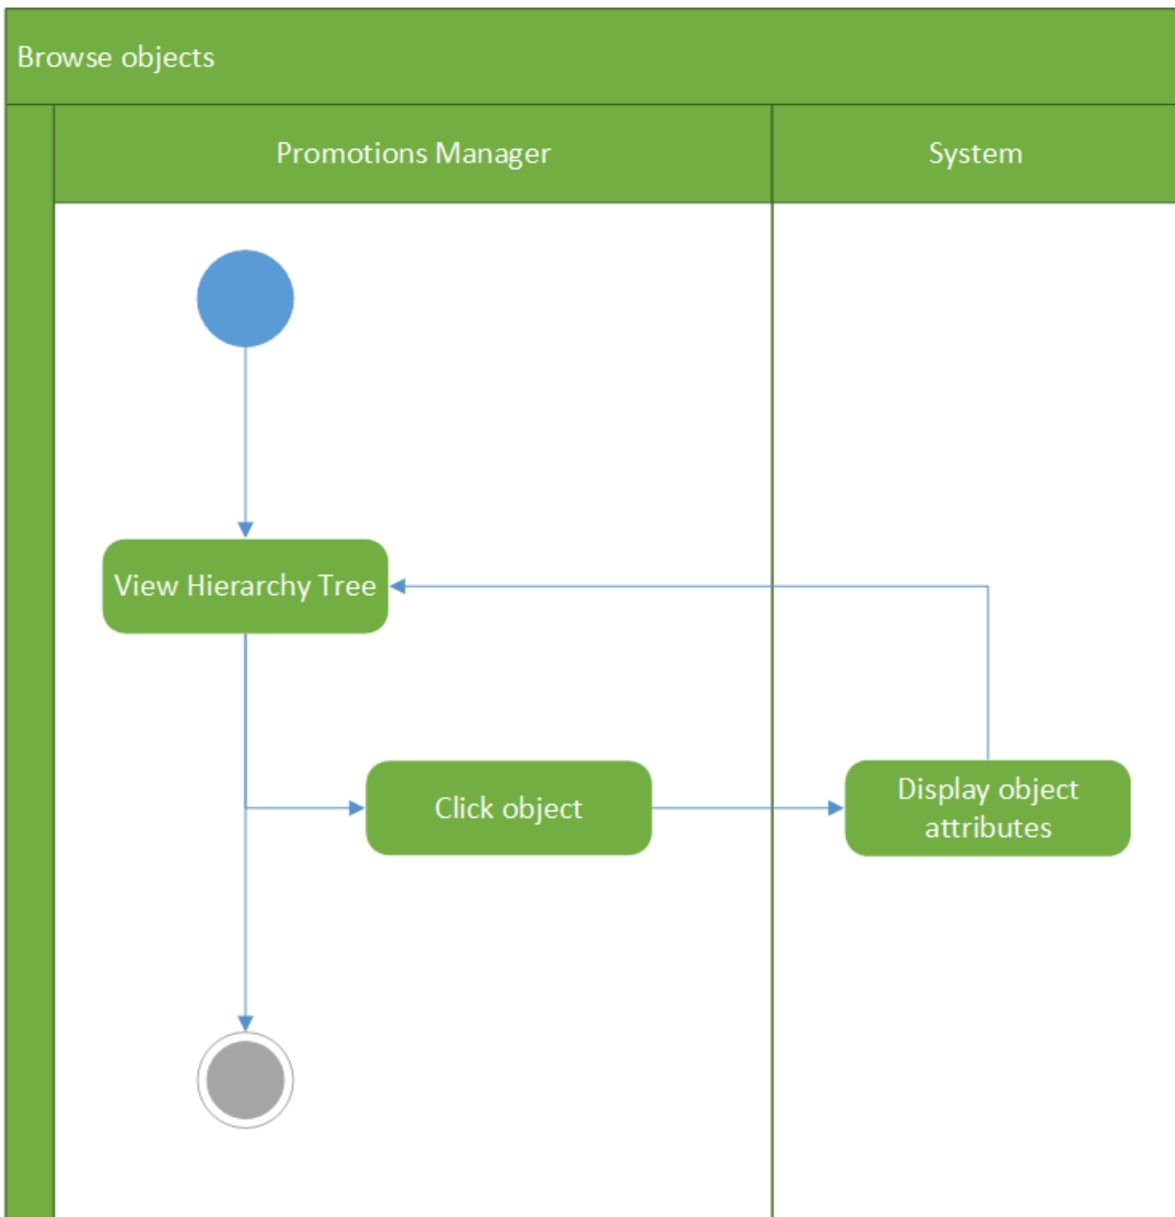 Browse objects
Promotions Manager
System
View Hierarchy Tree
Click object
Display object
attributes